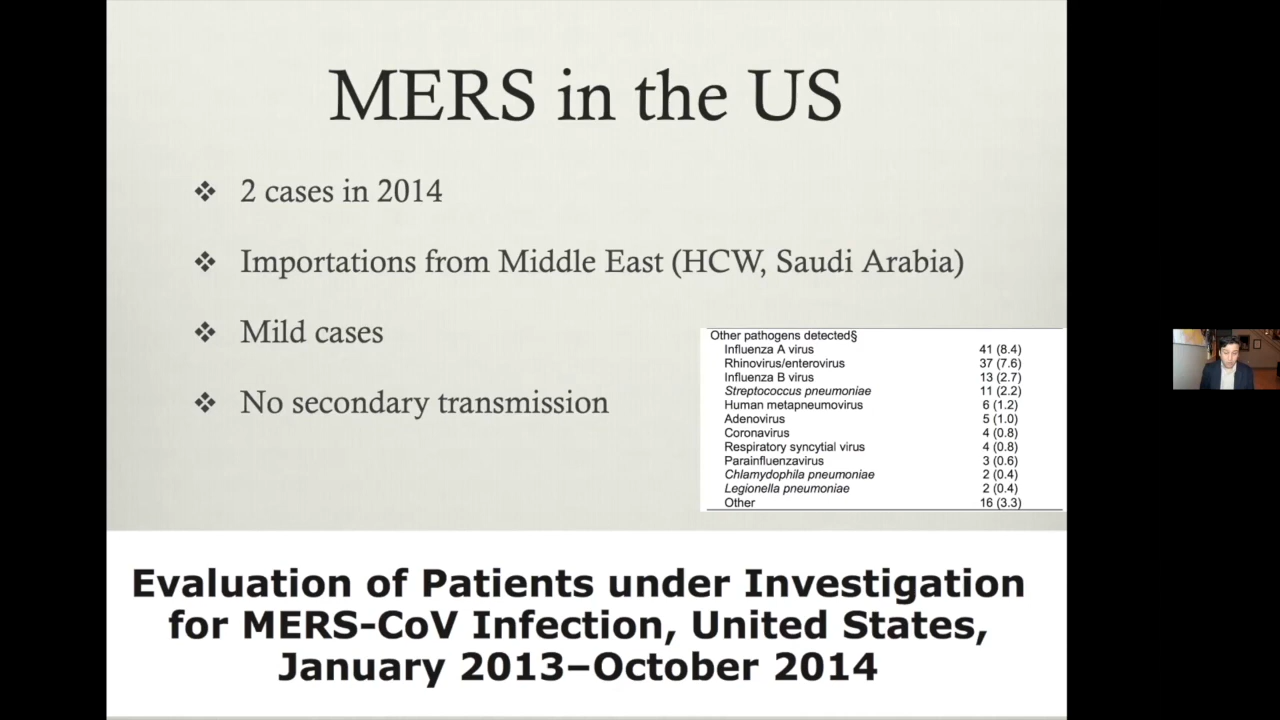 MERS in the US
❖ 2 cases in 2014
❖ Importations from Middle East (HCW, Saudi Arabia)
❖ Mild cases
❖ No secondary transmission
Other pathogens detected§
Influenza A virus 41 (8.4)
Rhinovirus/enterovirus 37 (7.6)
Influenza B virus 13 (2.7)
Streptococcus pneumoniae 11 (2.2)
Human metapneumovirus 6 (1.2)
Adenovirus 5 (1.0)
Coronavirus 4 (0.8)
Respiratory syncytial virus 4 (0.8)
Parainfluenzavirus 3 (0.6)
Chlamydophila pneumoniae 2 (0.4)
Legionella pneumoniae 2 (0.4)
Other 16 (3.3)
Evaluation of Patients under Investigation
for MERS-CoV Infection, United States,
January 2013–October 2014